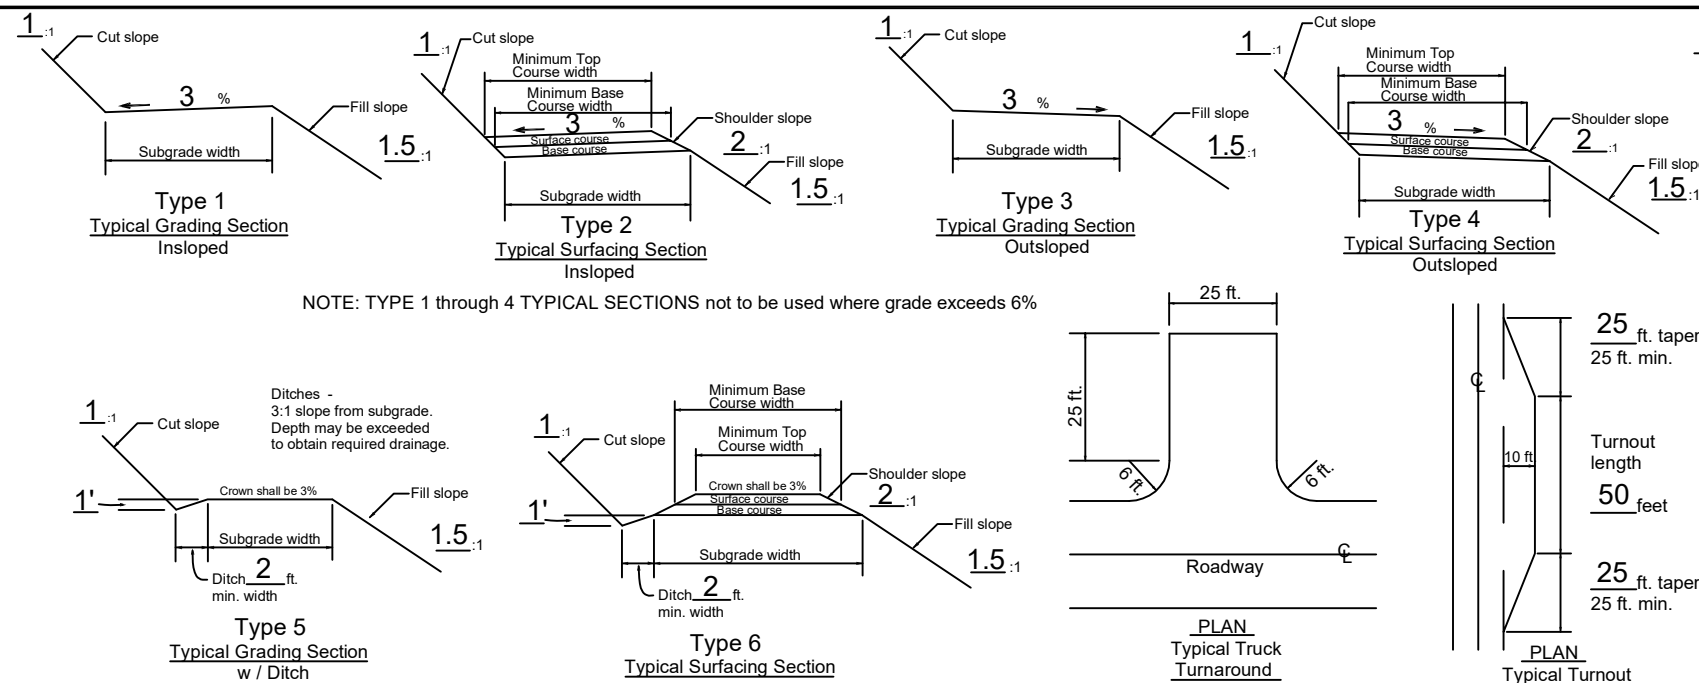 1 :1
Cut slope
3 %
Fill slope
1.5 :1
Subgrade width
Type 1
Typical Grading Section
Insloped
1 :1
Cut slope
Minimum Top
Course width
Minimum Base
Course width
3 %
Surface course
Base course
Shoulder slope
2 :1
Fill slope
1.5 :1
Subgrade width
Type 2
Typical Surfacing Section
Insloped
1 :1
Cut slope
3 %
Fill slope
1.5 :1
Subgrade width
Type 3
Typical Grading Section
Outsloped
1 :1
Cut slope
Minimum Top
Course width
Minimum Base
Course width
3 %
Surface course
Base course
Shoulder slope
2 :1
Fill slope
1.5 :1
Subgrade width
Type 4
Typical Surfacing Section
Outsloped
NOTE: TYPE 1 through 4 TYPICAL SECTIONS not to be used where grade exceeds 6%
1 :1
Cut slope
Ditches -
3:1 slope from subgrade.
Depth may be exceeded
to obtain required drainage.
1'
Crown shall be 3%
Fill slope
1.5 :1
Subgrade width
Ditch 2 ft.
min. width
Type 5
Typical Grading Section
w / Ditch
1 :1
Cut slope
Minimum Base
Course width
Minimum Top
Course width
Shoulder slope
2 :1
Crown shall be 3%
Surface course
Base course
1'
Fill slope
1.5 :1
Subgrade width
Ditch 2 ft.
min. width
Type 6
Typical Surfacing Section
25 ft.
25 ft.
6 ft.
6 ft.
CL
Roadway
PLAN
Typical Truck
Turnaround
CL
25 ft. taper
25 ft. min.
10 ft
Turnout
length
50 feet
25 ft. taper
25 ft. min.
PLAN
Typical Turnout